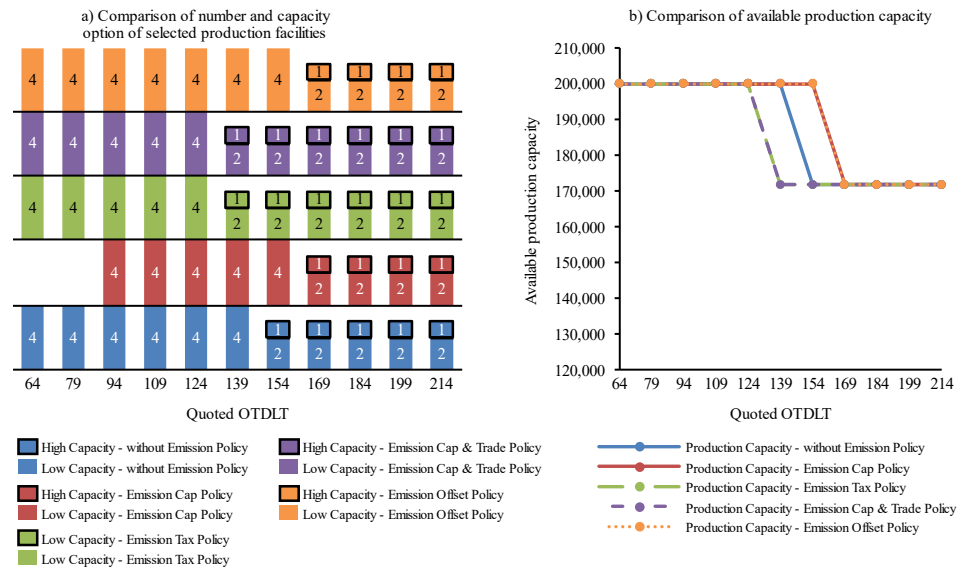 a) Comparison of number and capacity
option of selected production facilities
4 4 4 4 4 4 4 1 1 1 1
2 2 2 2
4 4 4 4 4 1 1 1 1 1 1
2 2 2 2 2 2
4 4 4 4 4 1 1 1 1 1 1
2 2 2 2 2 2
4 4 4 4 4 1 1 1 1
2 2 2 2
4 4 4 4 4 4 1 1 1 1 1
2 2 2 2 2
64 79 94 109 124 139 154 169 184 199 214
Quoted OTDLT
High Capacity - without Emission Policy
Low Capacity - without Emission Policy
High Capacity - Emission Cap Policy
Low Capacity - Emission Cap Policy
Low Capacity - Emission Tax Policy
Low Capacity - Emission Tax Policy
High Capacity - Emission Cap & Trade Policy
Low Capacity - Emission Cap & Trade Policy
High Capacity - Emission Offset Policy
Low Capacity - Emission Offset Policy
b) Comparison of available production capacity
Available production capacity
210,000
200,000
190,000
180,000
170,000
160,000
150,000
140,000
130,000
120,000
64 79 94 109 124 139 154 169 184 199 214
Quoted OTDLT
Production Capacity - without Emission Policy
Production Capacity - Emission Cap Policy
Production Capacity - Emission Tax Policy
Production Capacity - Emission Cap & Trade Policy
Production Capacity - Emission Offset Policy